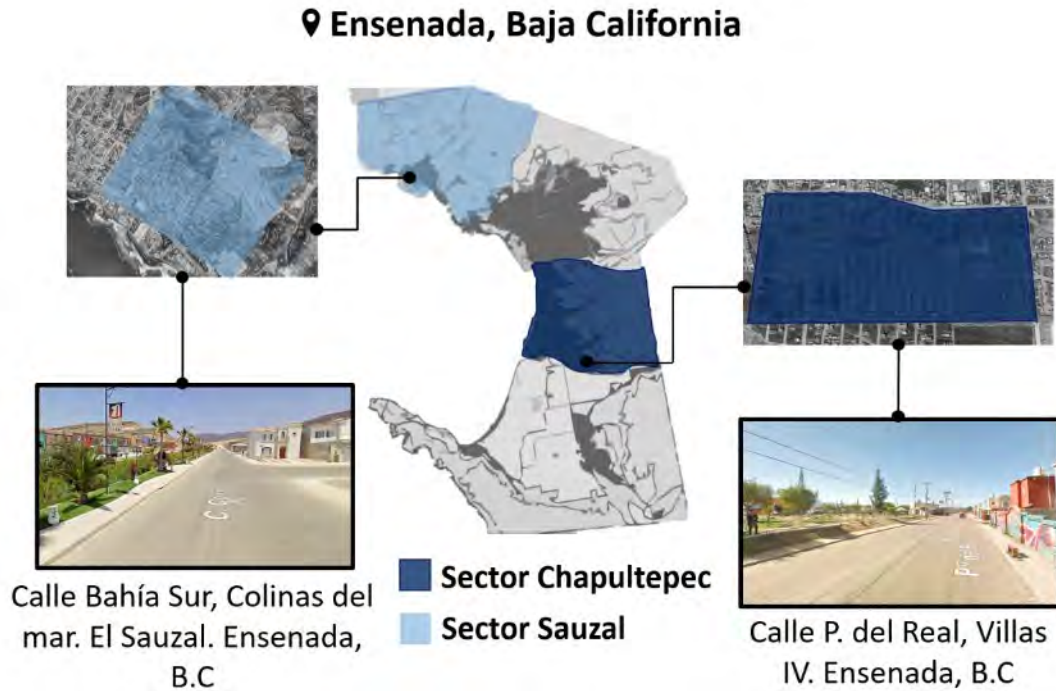 Ensenada, Baja California
Sector Chapultepec
Sector Sauzal
Calle Bahía Sur, Colinas del
mar. El Sauzal. Ensenada,
B.C
Calle P. del Real, Villas
IV. Ensenada, B.C